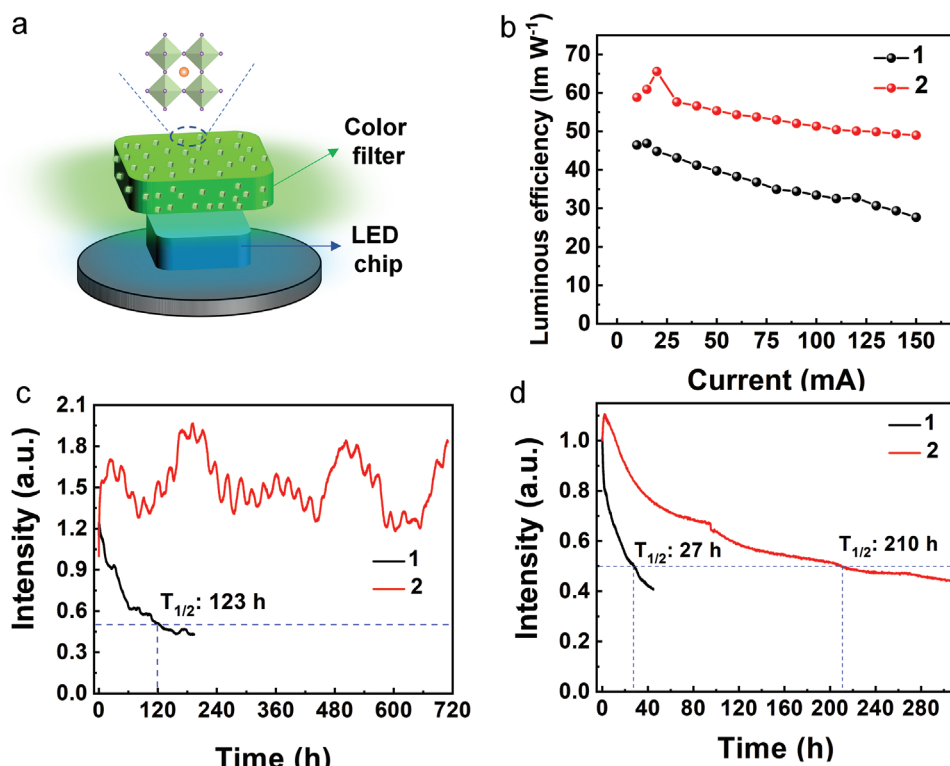 a
Color
filter
LED
chip
b
Luminous efficiency (lm W⁻¹)
70
60
50
40
30
20
10
0
1
2
0 25 50 75 100 125 150
Current (mA)
c
Intensity (a.u.)
2.1
1.8
1.5
1.2
0.9
0.6
0.3
0.0
1
2
T1/2: 123 h
0 120 240 360 480 600 720
Time (h)
d
Intensity (a.u.)
1.0
0.8
0.6
0.4
0.2
0.0
1
2
T1/2: 27 h
T1/2: 210 h
0 40 80 120 160 200 240 280
Time (h)